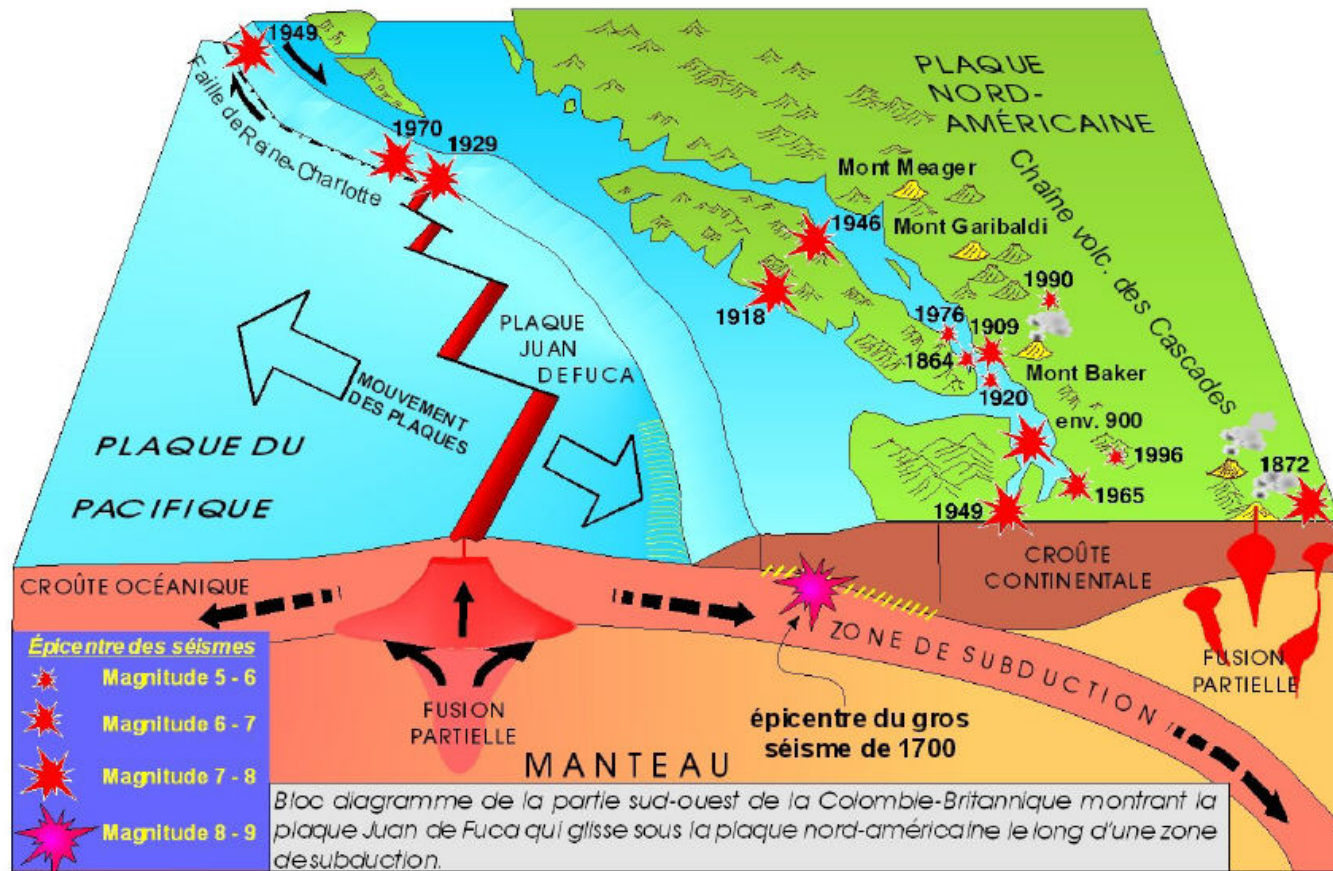 1949
Faille de Reine-Charlotte
1970
1929
PLAQUE
NORD-
AMÉRICAINE
Mont Meager
Chaîne volc. des Cascades
Mont Garibaldi
1946
1990
1918
1976
1909
1864
Mont Baker
1920
PLAQUE
JUAN
DEFUCA
MOUVEMENT
DES PLAQUES
env. 900
1996
1872
1965
1949
PLAQUE DU
PACIFIQUE
CROÛTE
CONTINENTALE
CROÛTE OCÉANIQUE
ZONE DE SUBDUCTION
FUSION
PARTIELLE
FUSION
PARTIELLE
épicentre du gros
séisme de 1700
MANTEAU
Épicentre des séismes
Magnitude 5 - 6
Magnitude 6 - 7
Magnitude 7 - 8
Magnitude 8 - 9
Bloc diagramme de la partie sud-ouest de la Colombie-Britannique montrant la
plaque Juan de Fuca qui glisse sous la plaque nord-américaine le long d'une zone
desubduction.